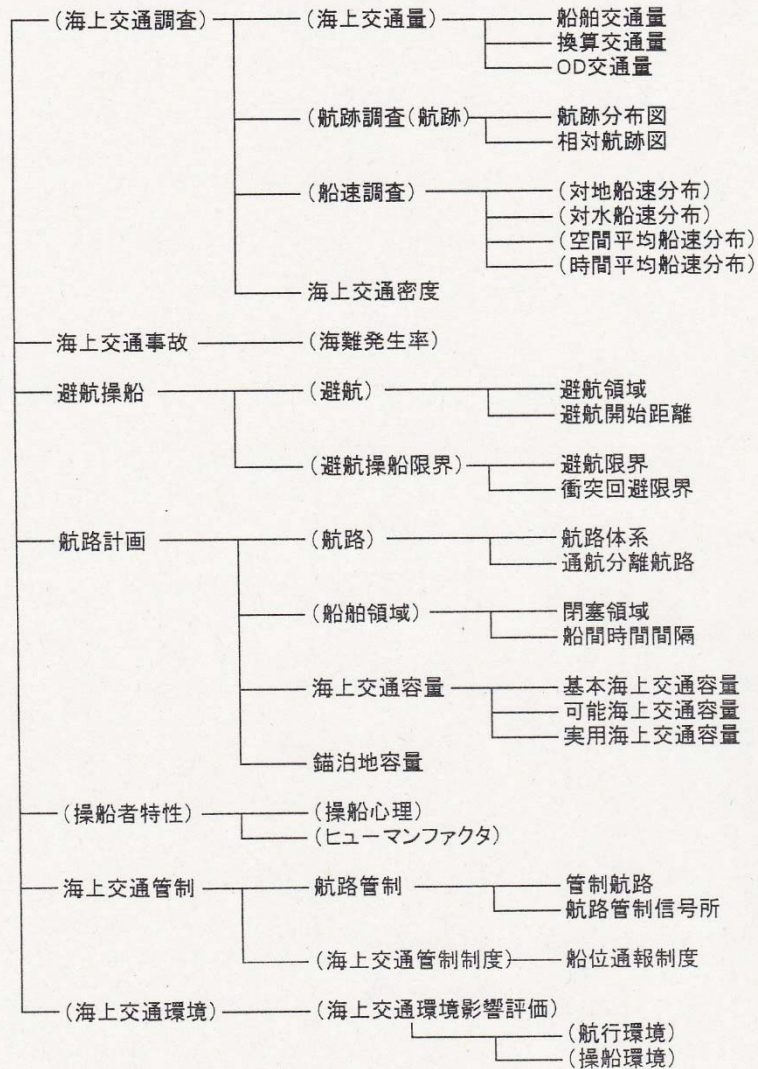 (海上交通調査) (海上交通量) 船舶交通量
換算交通量
OD交通量
(航跡調査(航跡) 航跡分布図
相対航跡図
(船速調査) (対地船速分布)
(対水船速分布)
(空間平均船速分布)
(時間平均船速分布)
海上交通密度
海上交通事故 (海難発生率)
避航操船 (避航) 避航領域
避航開始距離
(避航操船限界) 避航限界
衝突回避限界
航路計画 (航路) 航路体系
通航分離航路
(船舶領域) 閉塞領域
船間時間間隔
海上交通容量 基本海上交通容量
可能海上交通容量
実用海上交通容量
錨泊地容量
(操船者特性) (操船心理)
(ヒューマンファクタ)
海上交通管制 航路管制 管制航路
航路管制信号所
(海上交通管制制度) 船位通報制度
(海上交通環境) (海上交通環境影響評価)
(航行環境)
(操船環境)